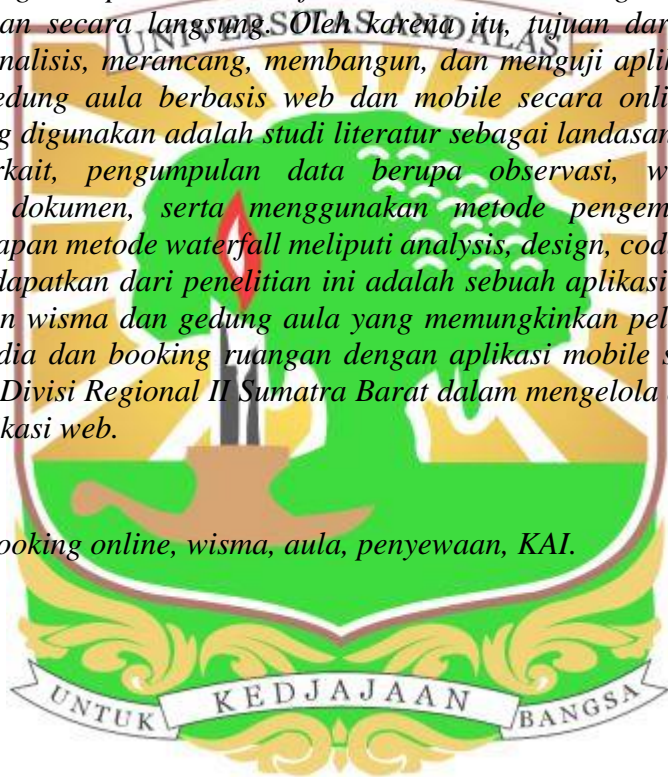 an secara langsung. Oleh karena itu, tujuan dar
UNIVERSITAS ANDALAS
nalisis, merancang, membangun, dan menguji aplik
edung aula berbasis web dan mobile secara onli
g digunakan adalah studi literatur sebagai landasan
rkait, pengumpulan data berupa observasi, w
dokumen, serta menggunakan metode pengem
apan metode waterfall meliputi analysis, design, cod
dapatkan dari penelitian ini adalah sebuah aplikasi
n wisma dan gedung aula yang memungkinkan pel
dia dan booking ruangan dengan aplikasi mobile s
Divisi Regional II Sumatra Barat dalam mengelola
kasi web.
ooking online, wisma, aula, penyewaan, KAI.
UNTUK KEDJAJAAN BANGSA